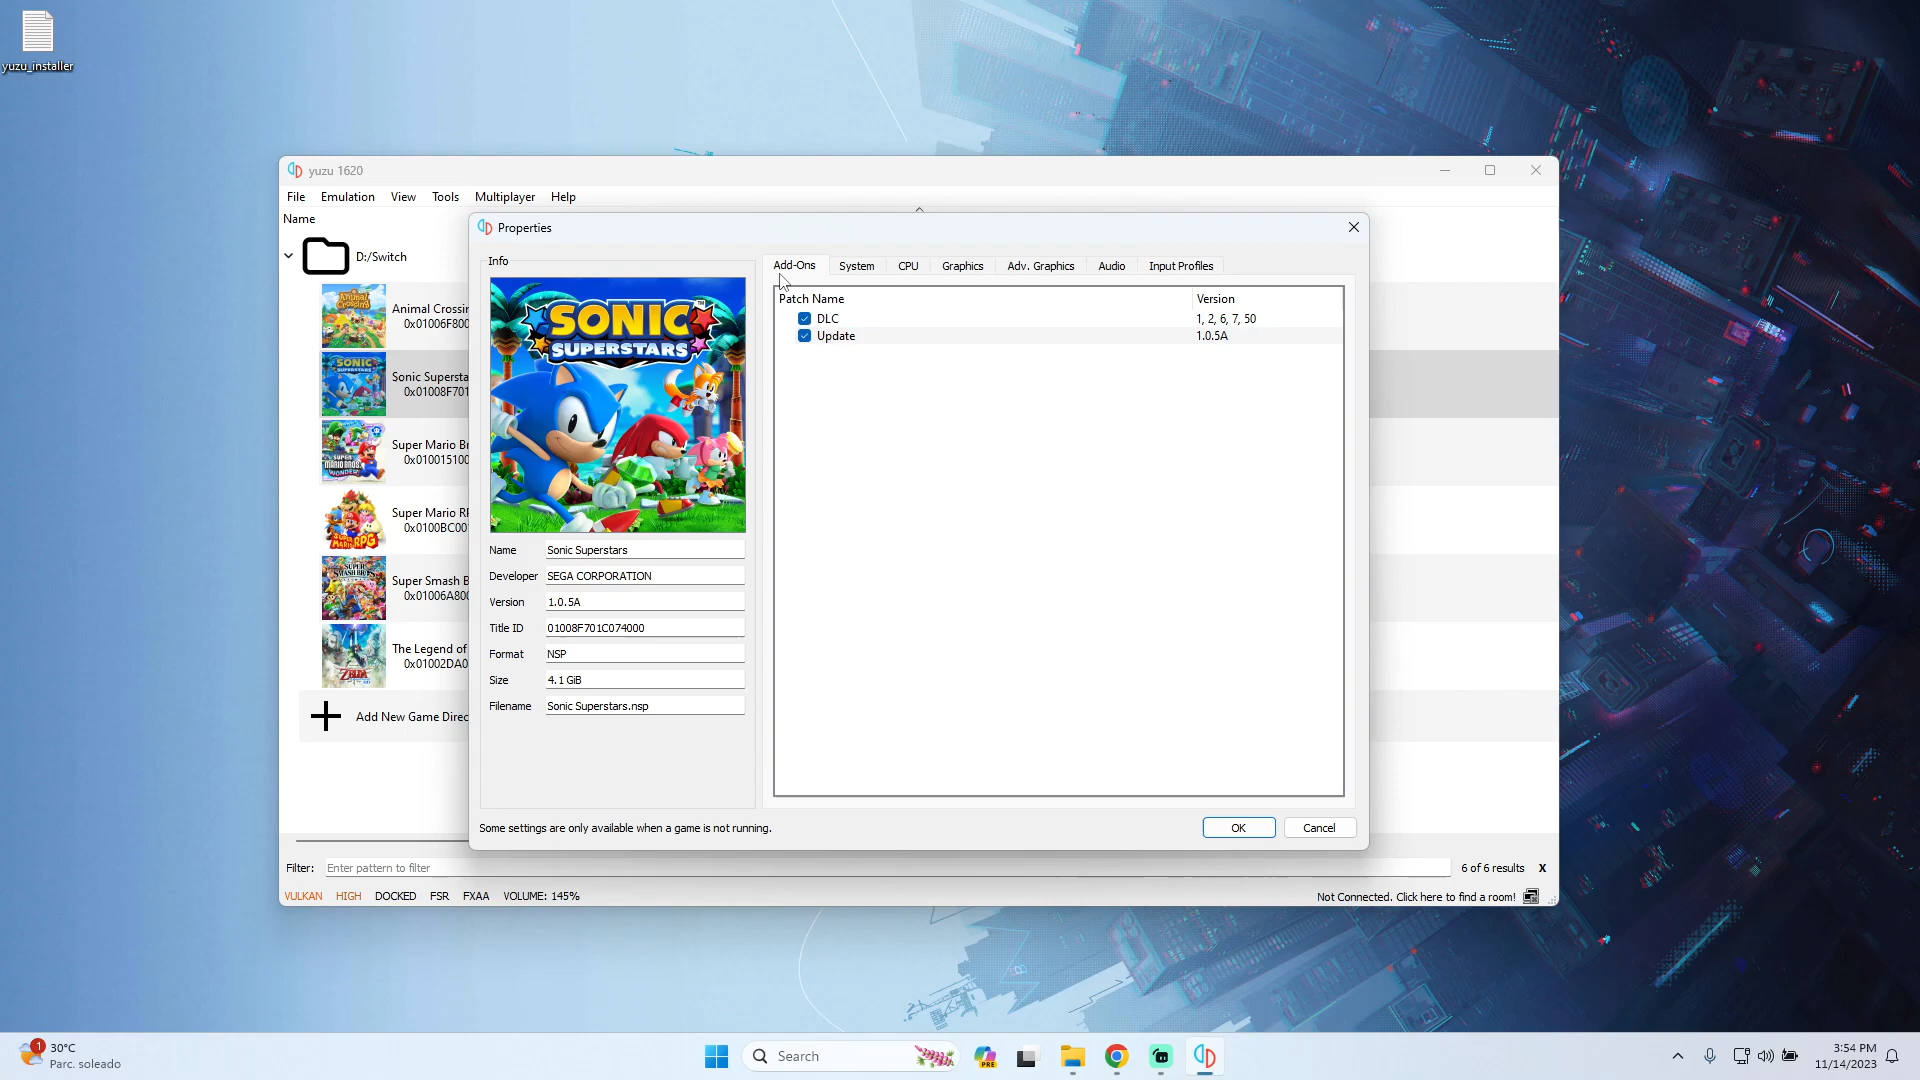 yuzu_installer
yuzu 1620
File Emulation View Tools Multiplayer Help
Name
D:/Switch
Animal Crossin
0x01006F800
Sonic Supersta
0x01008F701
Super Mario Br
0x010015100
Super Mario RP
0x0100BC00
Super Smash B
0x01006A800
The Legend of
0x01002DA0
Add New Game Direc
Properties
Info
SONIC
SUPERSTARS
Name Sonic Superstars
Developer SEGA CORPORATION
Version 1.0.5A
Title ID 01008F701C074000
Format NSP
Size 4.1 GiB
Filename Sonic Superstars.nsp
Add-Ons System CPU Graphics Adv. Graphics Audio Input Profiles
Patch Name Version
DLC 1, 2, 6, 7, 50
Update 1.0.5A
Some settings are only available when a game is not running.
OK Cancel
Filter: Enter pattern to filter 6 of 6 results X
VULKAN HIGH DOCKED FSR FXAA VOLUME: 145% Not Connected. Click here to find a room!
1
30°C
Parc. soleado
Search
PRE
3:54 PM
11/14/2023